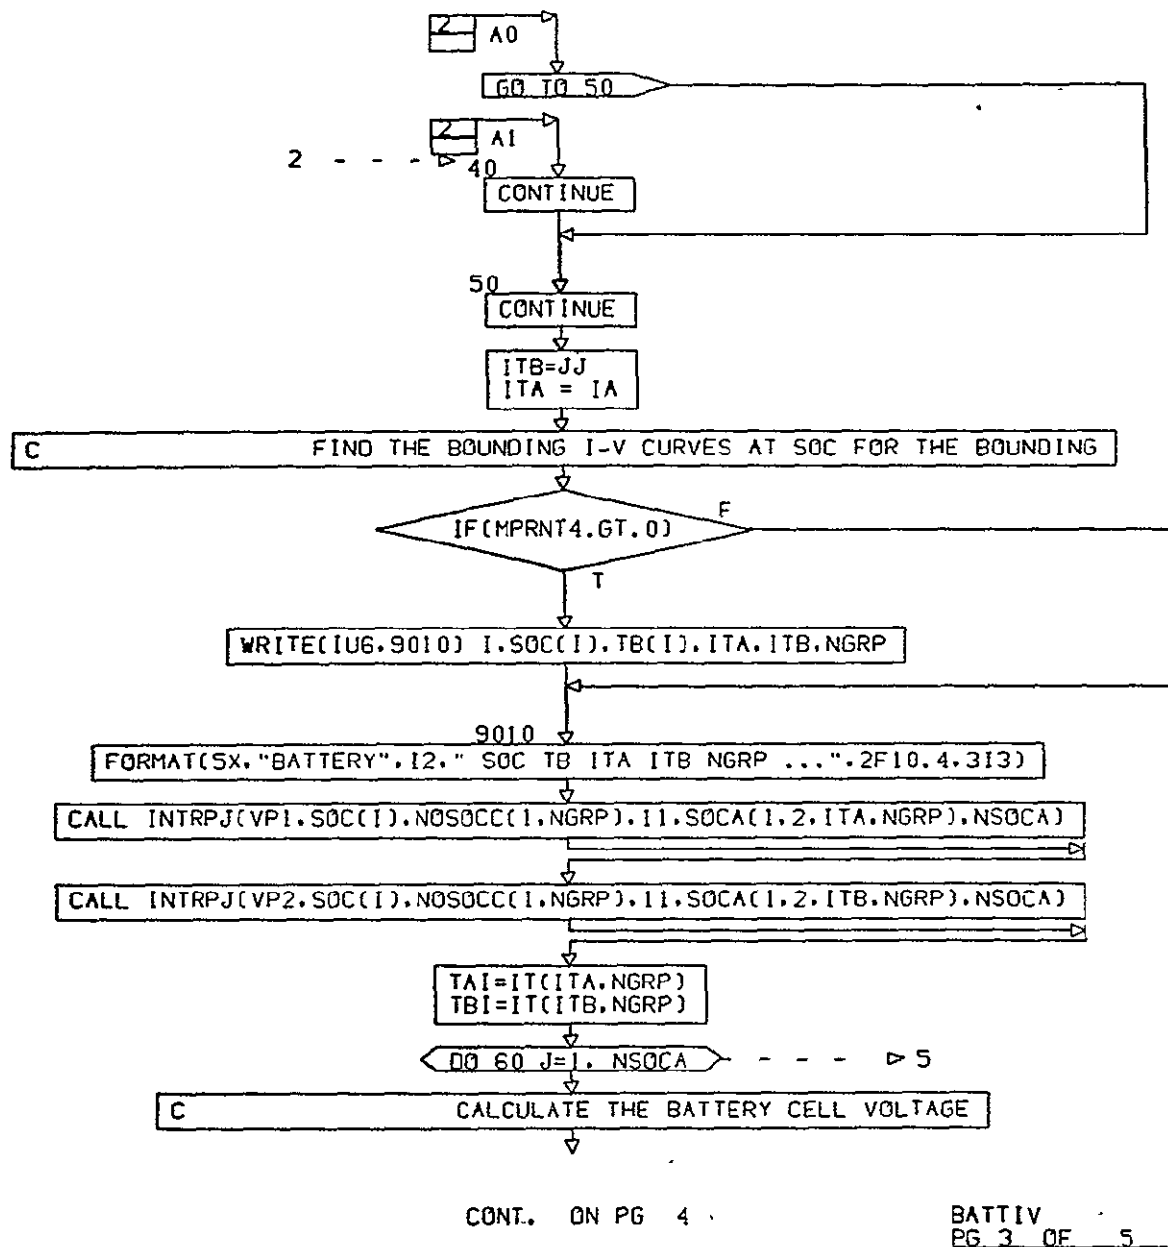 2
A0
GO TO 50
2
A1
2
40
CONTINUE
50
CONTINUE
ITB=JJ
ITA = IA
C FIND THE BOUNDING I-V CURVES AT SOC FOR THE BOUNDING
IF(MPRNT4.GT.0)
F
T
WRITE(IU6.9010) I.SOC(I).TB(I).ITA.ITB.NGRP
9010
FORMAT(5X."BATTERY".I2." SOC TB ITA ITB NGRP ...".2F10.4.3I3)
CALL INTRPJ(VP1.SOC(I).NOSOCC(1.NGRP).11.SOCA(1.2.ITA.NGRP).NSOCA)
CALL INTRPJ(VP2.SOC(I).NOSOCC(1.NGRP).11.SOCA(1.2.ITB.NGRP).NSOCA)
TAI=IT(ITA.NGRP)
TBI=IT(ITB.NGRP)
DO 60 J=1. NSOCA
5
C CALCULATE THE BATTERY CELL VOLTAGE
CONT. ON PG 4
BATTIV
PG 3 OF 5